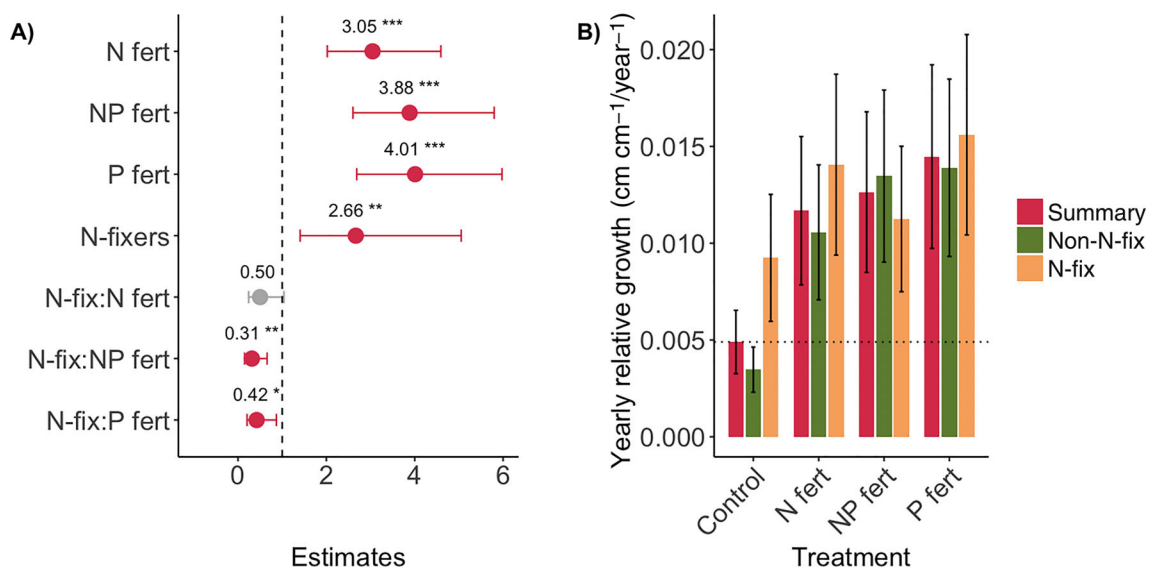 A)
N fert
NP fert
P fert
N-fixers
N-fix:N fert
N-fix:NP fert
N-fix:P fert
3.05 ***
3.88 ***
4.01 ***
2.66 **
0.50
0.31 **
0.42 *
0 2 4 6
Estimates
B)
Yearly relative growth (cm cm⁻¹/year⁻¹)
0.020
0.015
0.010
0.005
0.000
Control
N fert
NP fert
P fert
Treatment
Summary
Non-N-fix
N-fix